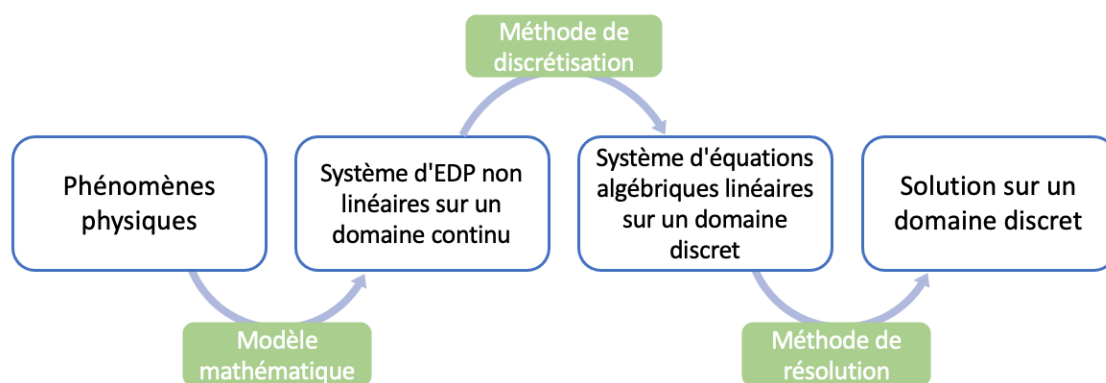 Méthode de
discrétisation
Phénomènes
physiques
Système d'EDP non
linéaires sur un
domaine continu
Système d'équations
algébriques linéaires
sur un domaine
discret
Solution sur un
domaine discret
Modèle
mathématique
Méthode de
résolution